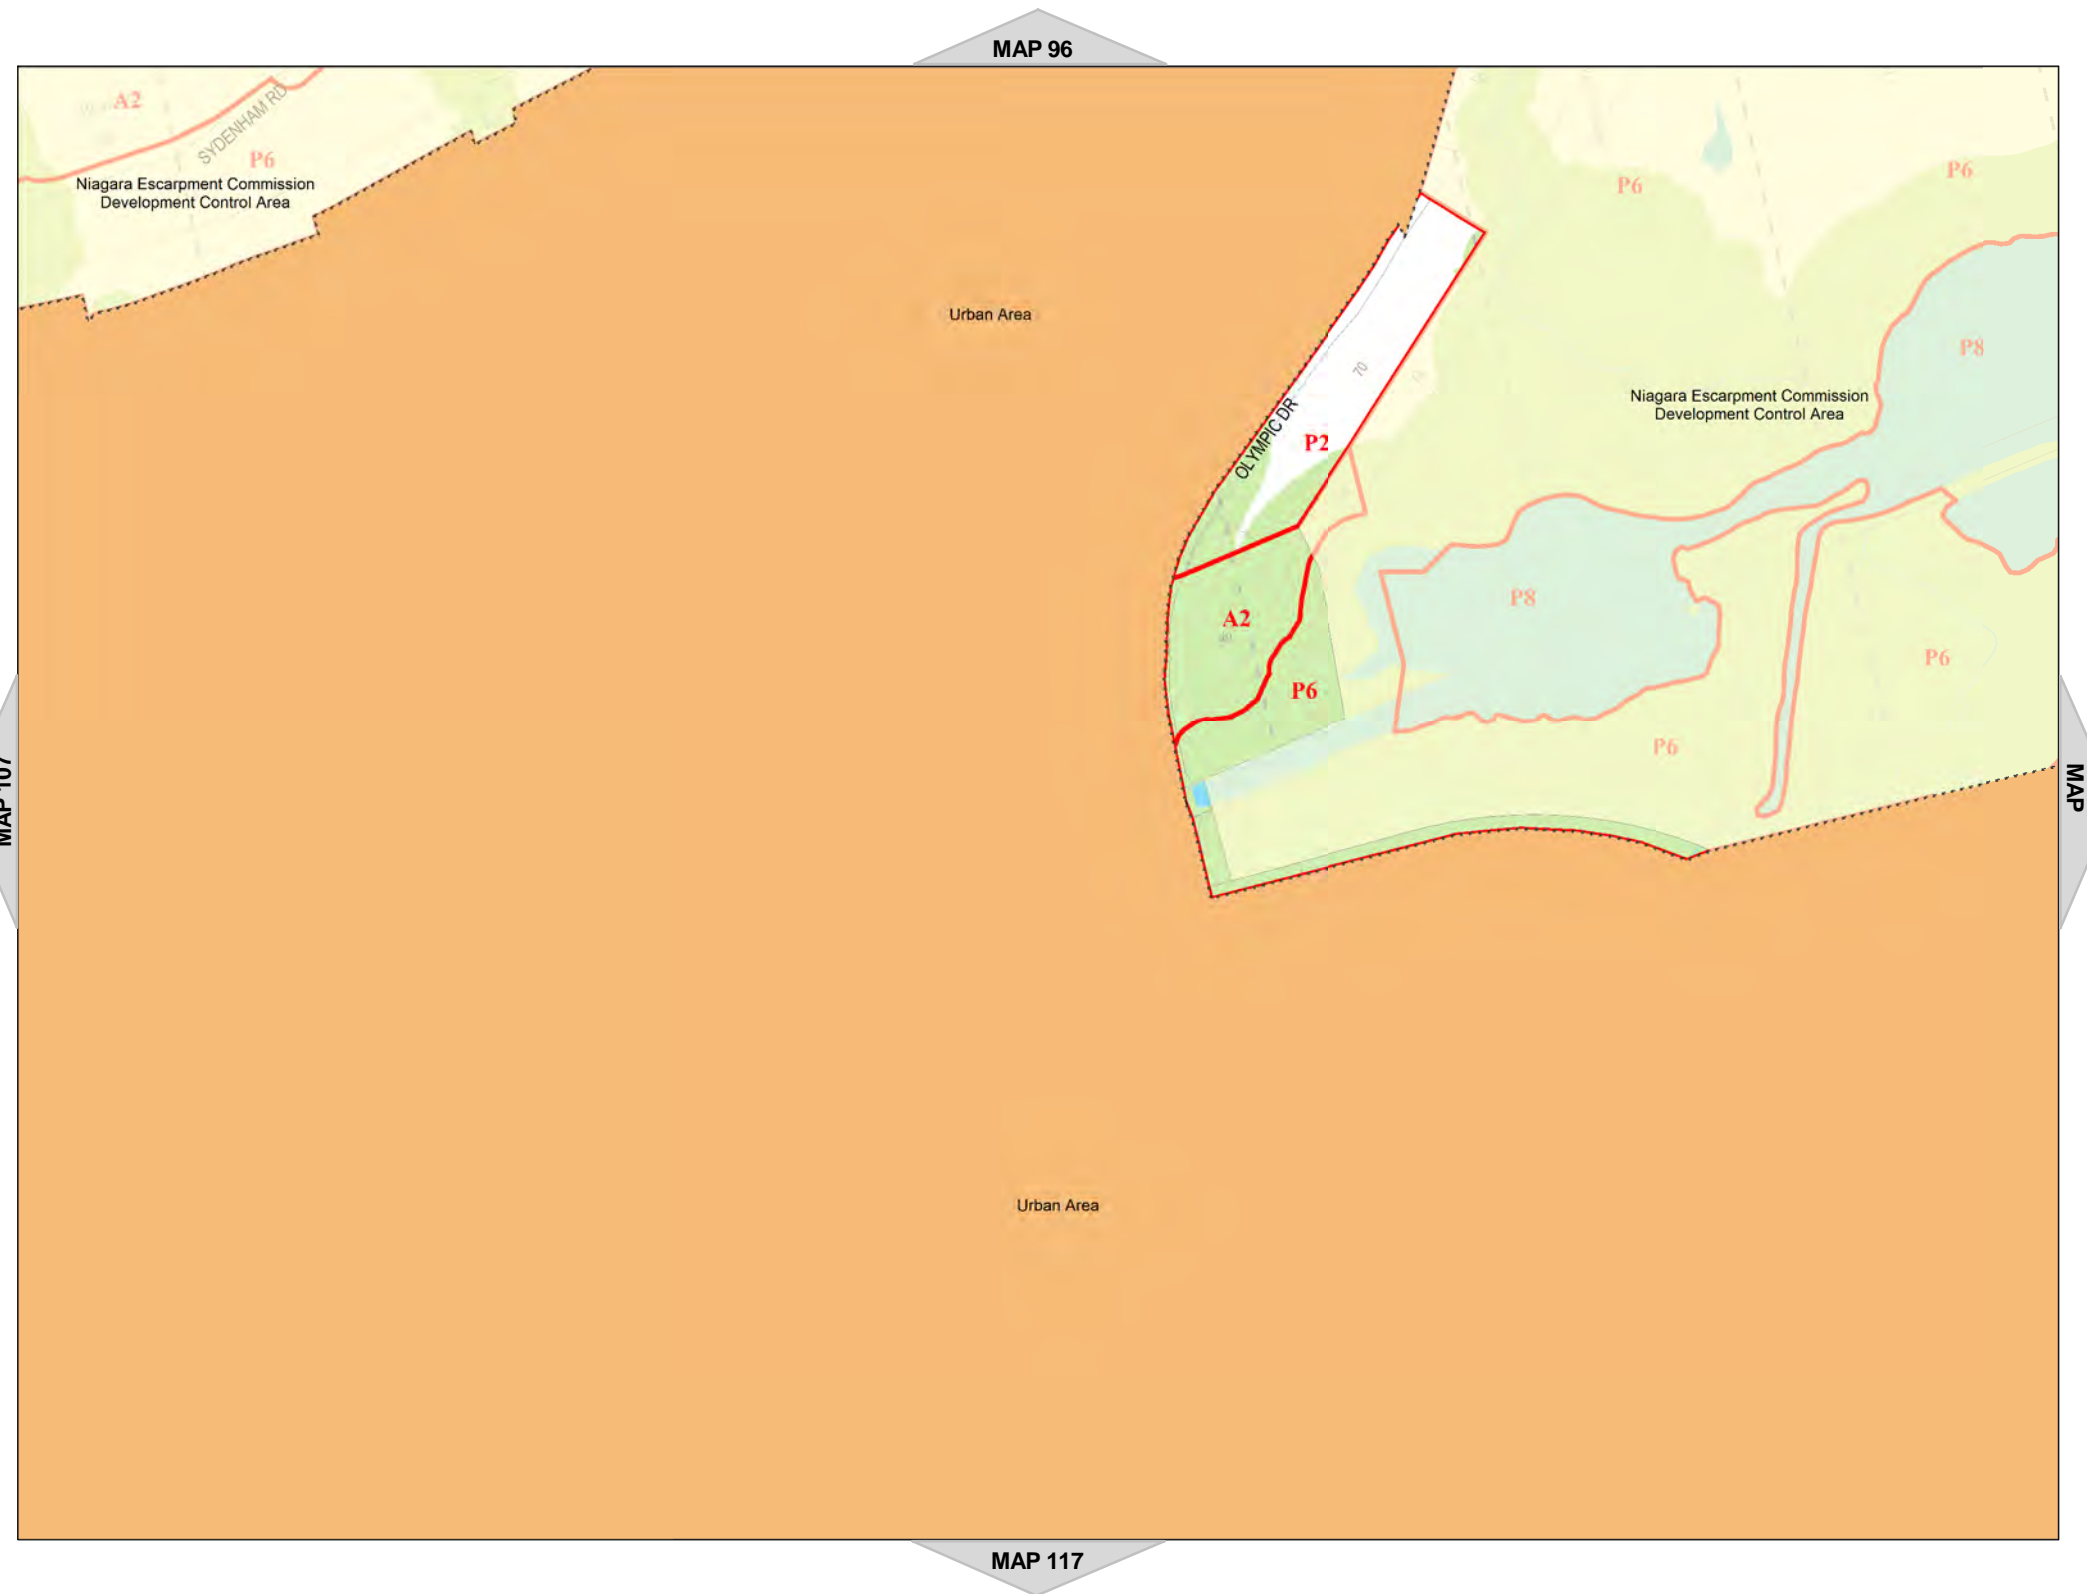 MAP 96
A2
SYDENHAM RD
P6
Niagara Escarpment Commission
Development Control Area
P6
P6
Urban Area
P8
70
Niagara Escarpment Commission
Development Control Area
OLYMPIC DR
P2
P8
A2
P6
P6
P6
MAP 107
MAP
Urban Area
MAP 117